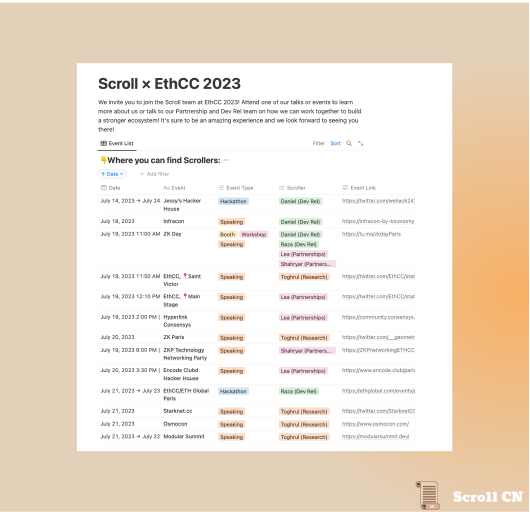 Scroll × EthCC 2023
We invite you to join the Scroll team at EthCC 2023! Attend one of our talks or events to learn
more about us or talk to our Partnership and Dev Rel team on how we can work together to build
a stronger ecosystem! It's sure to be an amazing experience and we look forward to seeing you
there!
Event List Filter Sort
👇Where you can find Scrollers: ···
↑ Date + Add filter
Date Aa Event Event Type Scroller Event Link
July 14, 2023 → July 24 Jessy's Hacker Hackathon Daniel (Dev Rel) https://twitter.com/wehack247
House
July 18, 2023 Infracon Speaking Daniel (Dev Rel) https://infracon-by-biconomy
July 19, 2023 11:00 AM ZK Day Booth Workshop Daniel (Dev Rel) https://lu.ma/zkdayParis
Speaking Raza (Dev Rel)
Lea (Partnerships)
Shahryar (Partners...
July 19, 2023 11:50 AM EthCC, 📍Saint Speaking Toghrul (Research) https://twitter.com/EthCC/stat
Victor
July 19, 2023 12:10 PM EthCC, 📍Main Speaking Lea (Partnerships) https://twitter.com/EthCC/stat
Stage
July 19, 2023 2:00 PM ( Hyperlink Speaking Lea (Partnerships) https://community.consensys.
Consensys
July 20, 2023 ZK Paris Speaking Toghrul (Research) https://twitter.com/__geometr
July 19, 2023 9:00 PM ( ZKP Technology Speaking Shahryar (Partners... https://ZKPnetworkingETHCC
Networking Party
July 20, 2023 3:30 PM ( Encode Clubd Speaking Lea (Partnerships) https://www.encode.club/pari
Hacker House
July 21, 2023 → July 23 EthCC/ETH Global Hackathon Raza (Dev Rel) https://ethglobal.com/events/
Paris
July 21, 2023 Starknet.cc Speaking Toghrul (Research) https://twitter.com/StarknetCC
July 21, 2023 Osmocon Speaking Toghrul (Research) https://www.osmocon.com/
July 21, 2023 → July 22 Modular Summit Speaking Toghrul (Research) https://modularsummit.dev/
Scroll CN